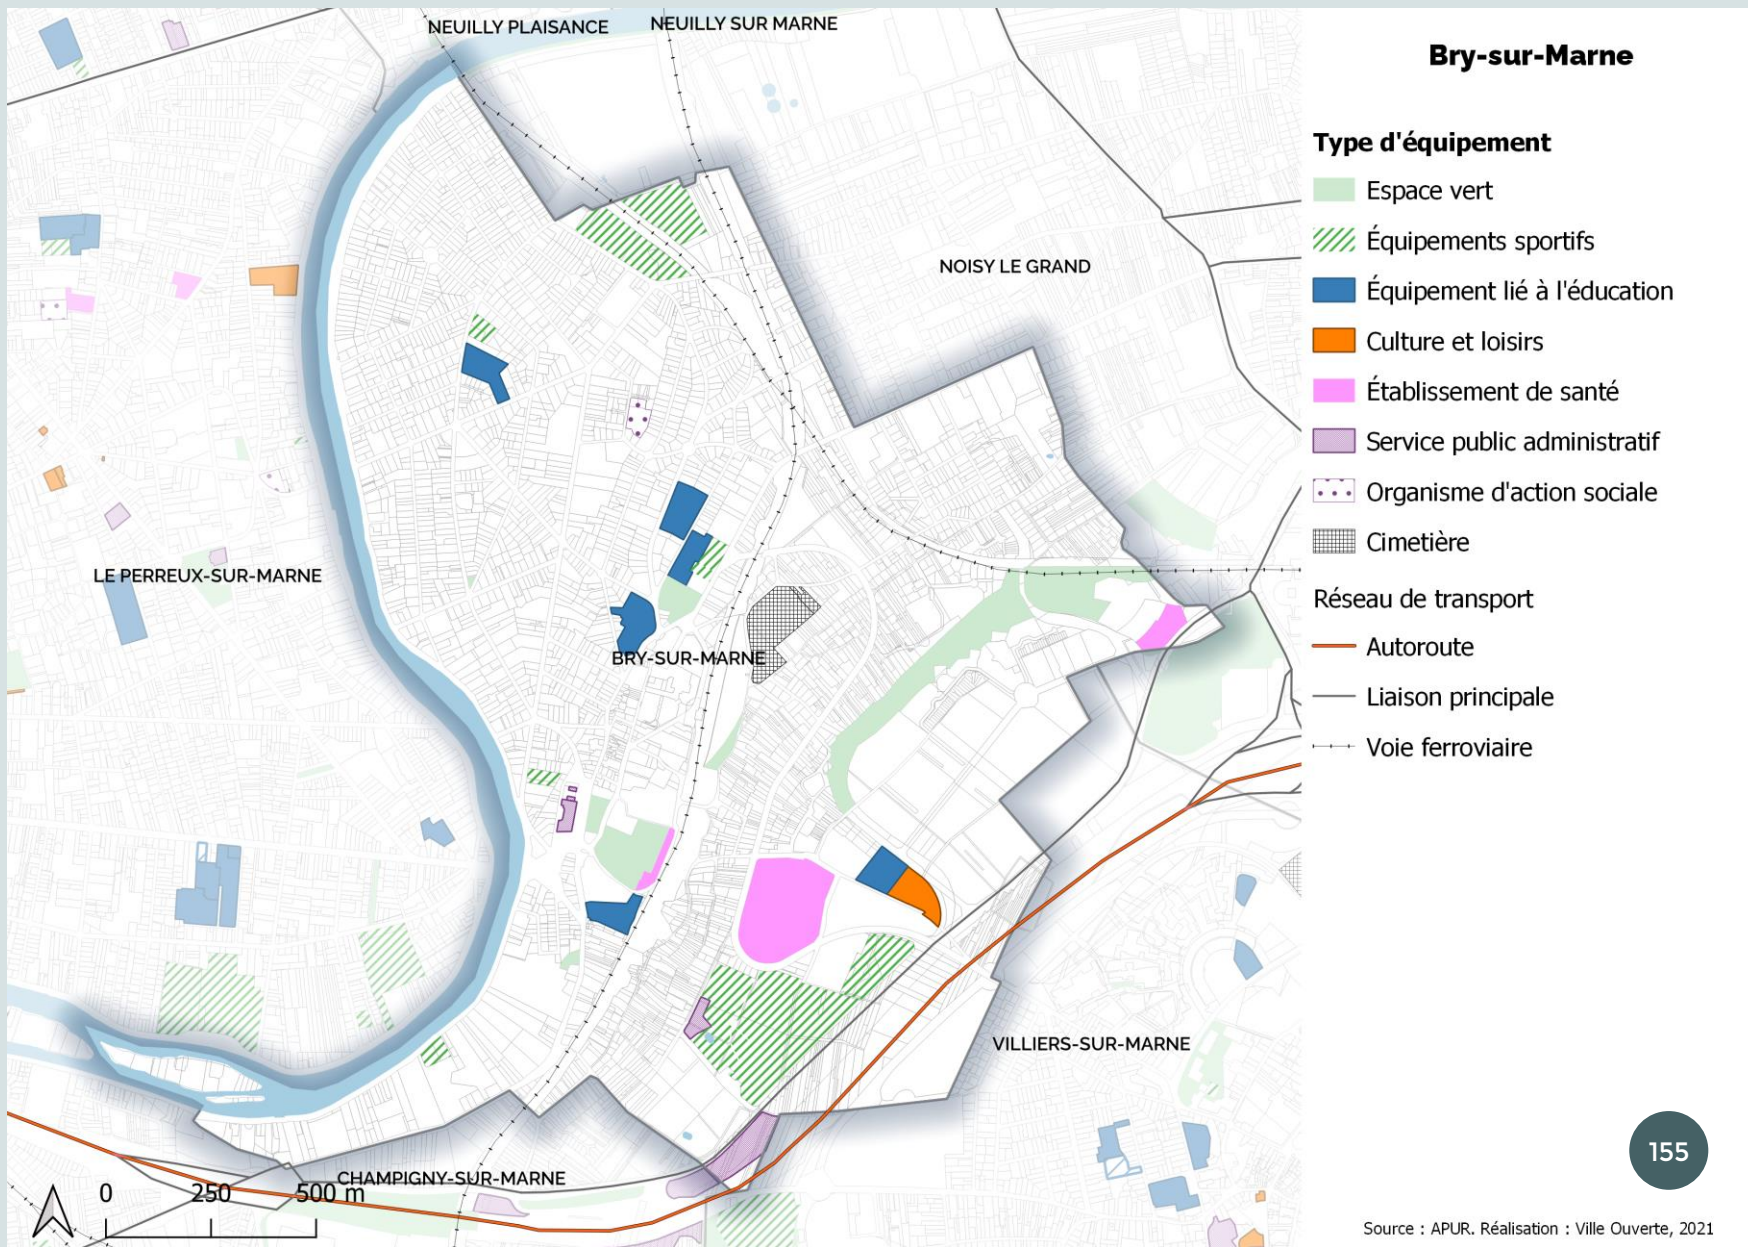 NEUILLY PLAISANCE
NEUILLY SUR MARNE
NOISY LE GRAND
LE PERREUX-SUR-MARNE
BRY-SUR-MARNE
VILLIERS-SUR-MARNE
CHAMPIGNY-SUR-MARNE
0 250 500 m
Bry-sur-Marne
Type d'équipement
Espace vert
Équipements sportifs
Équipement lié à l'éducation
Culture et loisirs
Établissement de santé
Service public administratif
Organisme d'action sociale
Cimetière
Réseau de transport
Autoroute
Liaison principale
Voie ferroviaire
155
Source : APUR. Réalisation : Ville Ouverte, 2021